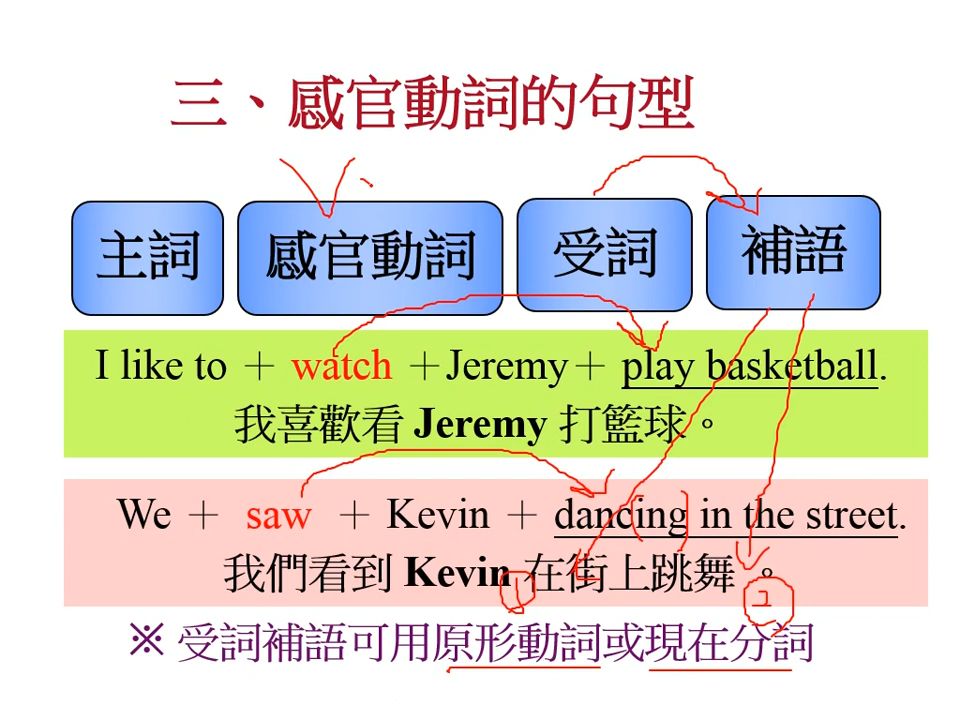 三、感官動詞的句型
主詞 感官動詞 受詞 補語
I like to + watch +Jeremy+ play basketball.
我喜歡看 Jeremy 打籃球。
We + saw + Kevin + dancing in the street.
我們看到 Kevin 在街上跳舞。
1 2
※ 受詞補語可用原形動詞或現在分詞